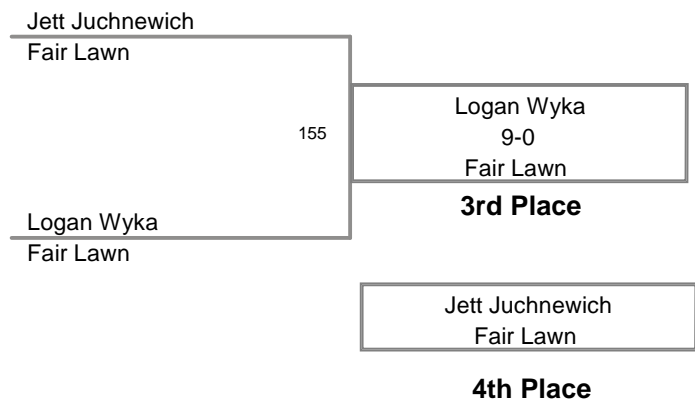 Jett Juchnewich
Fair Lawn
155
Logan Wyka
9-0
Fair Lawn
3rd Place
Logan Wyka
Fair Lawn
Jett Juchnewich
Fair Lawn
4th Place